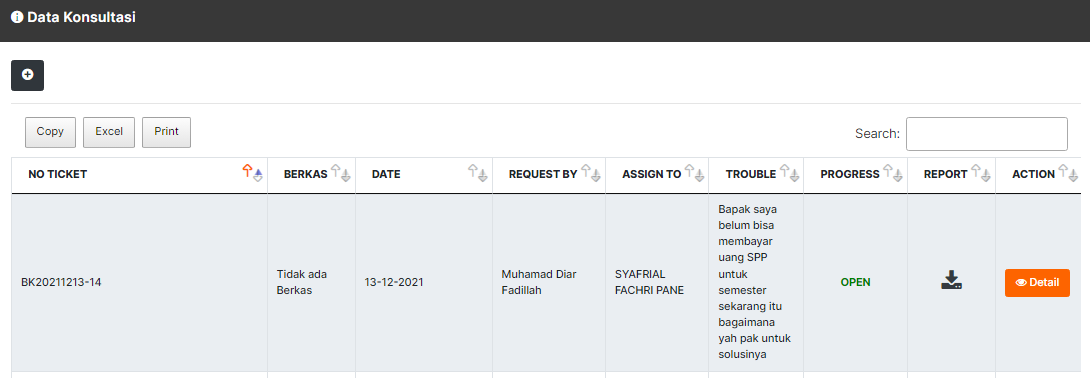 Data Konsultasi
Copy Excel Print
Search:
NO TICKET BERKAS DATE REQUEST BY ASSIGN TO TROUBLE PROGRESS REPORT ACTION
BK20211213-14
Tidak ada
Berkas
13-12-2021
Muhamad Diar
Fadillah
SYAFRIAL
FACHRI PANE
Bapak saya
belum bisa
membayar
uang SPP
untuk
semester
sekarang itu
bagaimana
yah pak untuk
solusinya
OPEN
Detail